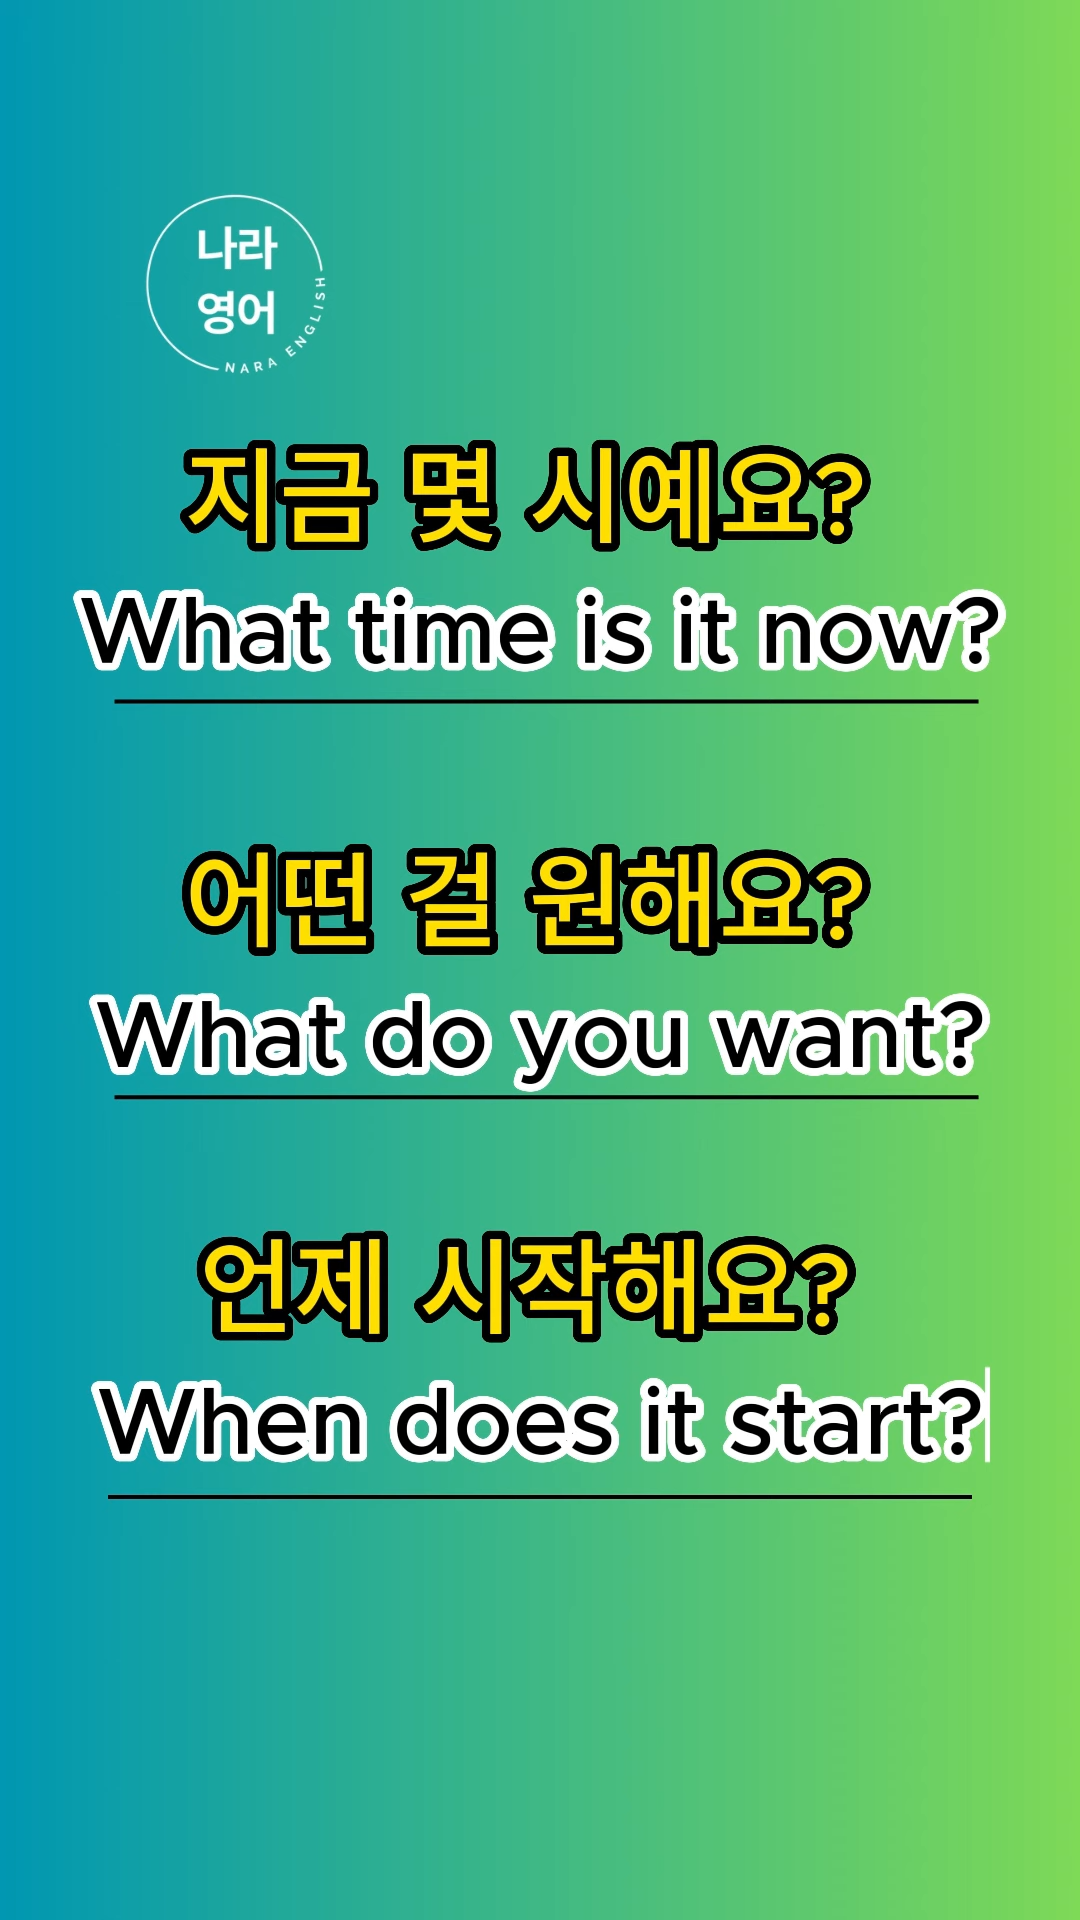 나라
영어
NARA ENGLISH
지금 몇 시예요?
What time is it now?
어떤 걸 원해요?
What do you want?
언제 시작해요?
When does it start?